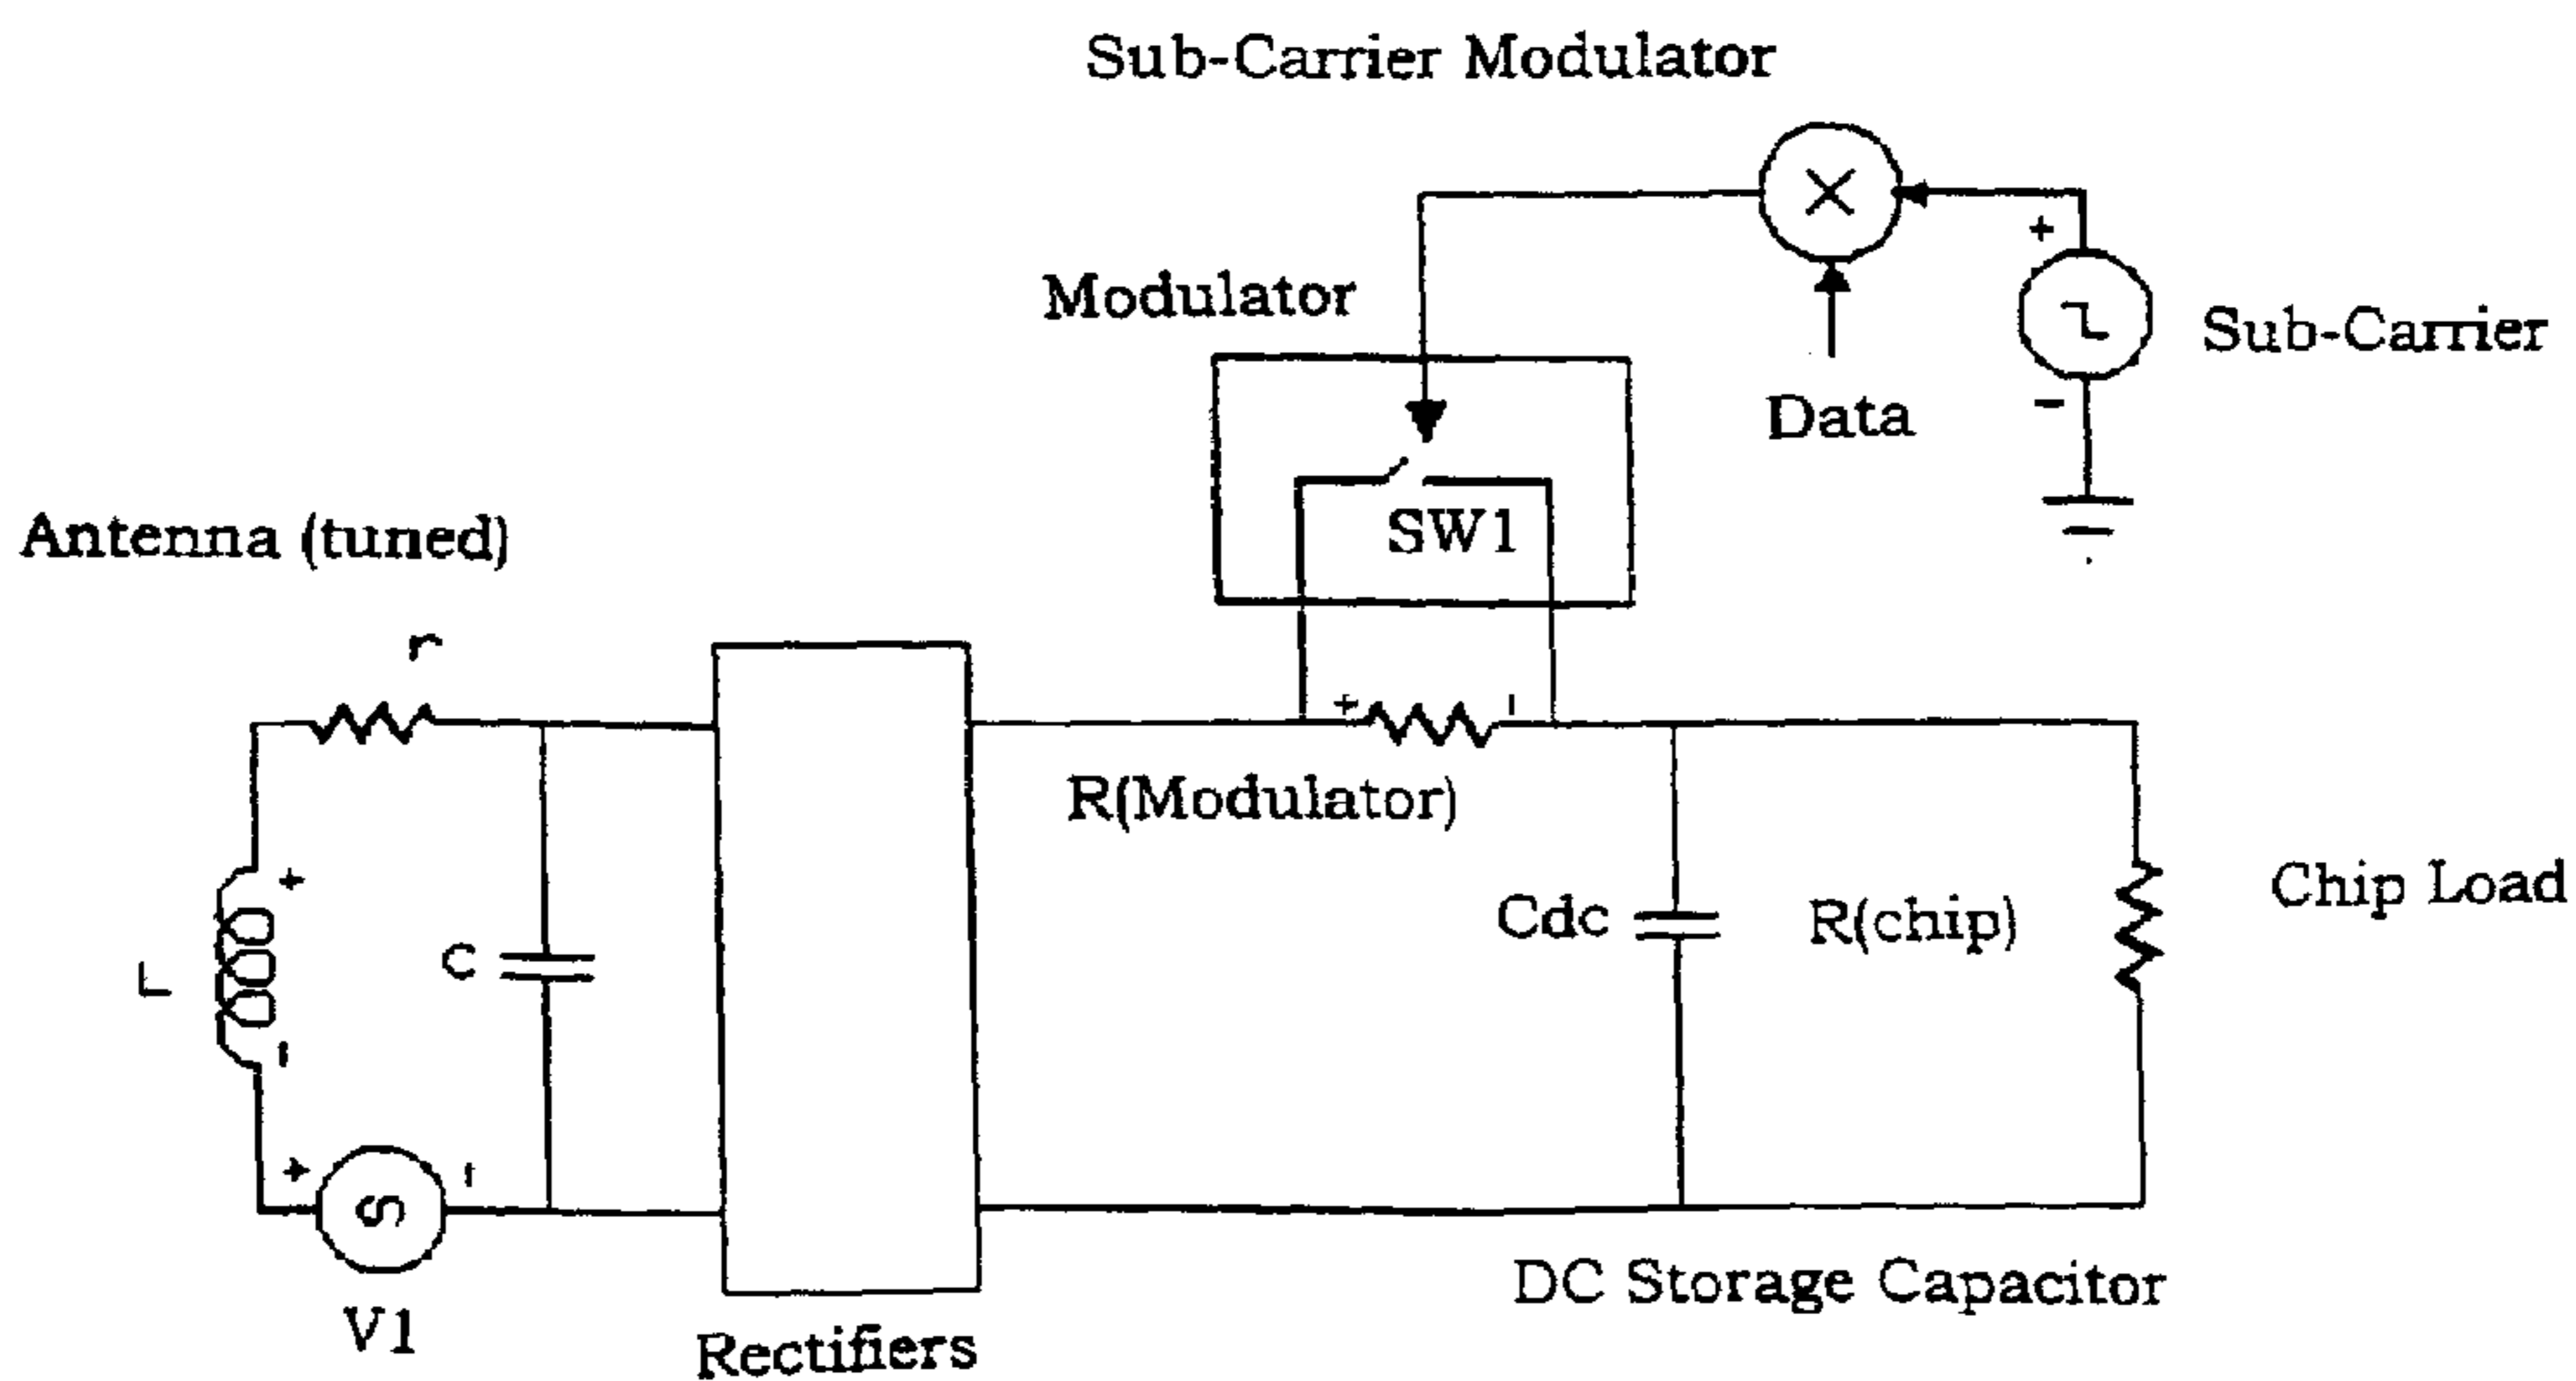 Sub-Carrier Modulator
+
Modulator
Sub-Carrier
-
Data
SW1
Antenna (tuned)
r
+ -
R(Modulator)
+
Chip Load
Cdc
R(chip)
C
L
-
+ -
S
DC Storage Capacitor
V1
Rectifiers